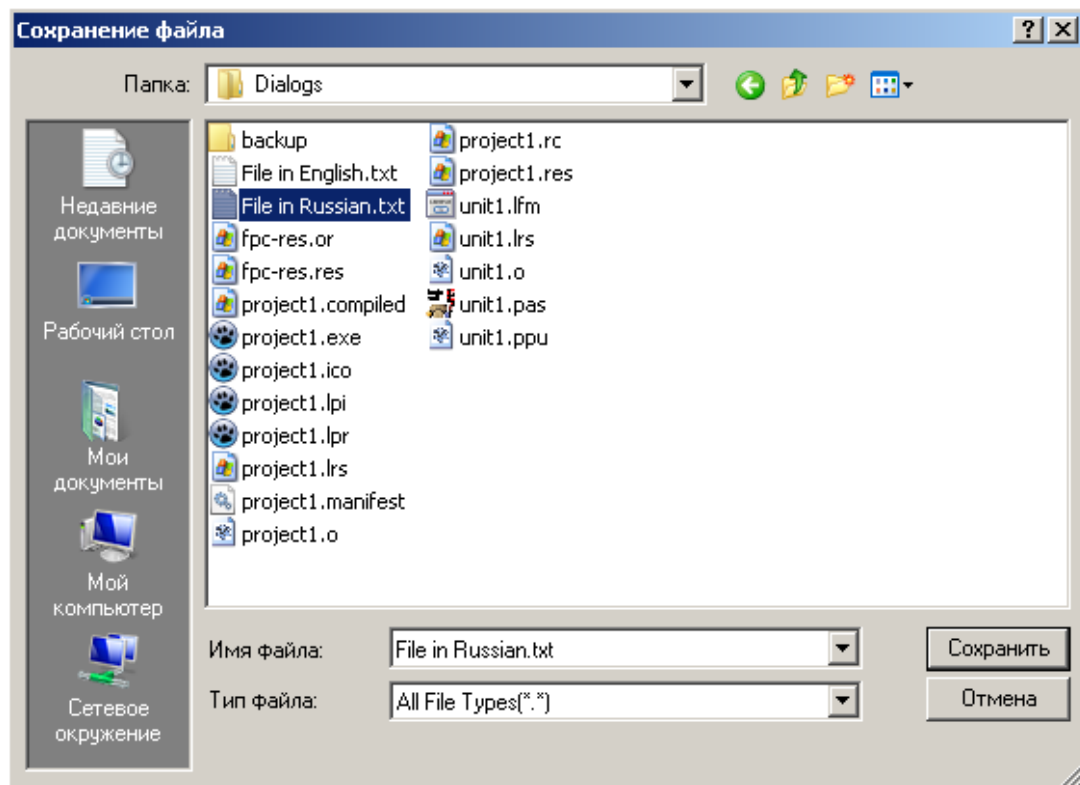 Сохранение файла
Папка:
Dialogs
Недавние
документы
Рабочий стол
Мои
документы
Мой
компьютер
Сетевое
окружение
backup
File in English.txt
File in Russian.txt
fpc-res.or
fpc-res.res
project1.compiled
project1.exe
project1.ico
project1.lpi
project1.lpr
project1.lrs
project1.manifest
project1.o
project1.rc
project1.res
unit1.lfm
unit1.lrs
unit1.o
unit1.pas
unit1.ppu
Имя файла:
File in Russian.txt
Сохранить
Тип файла:
All File Types(*.*)
Отмена